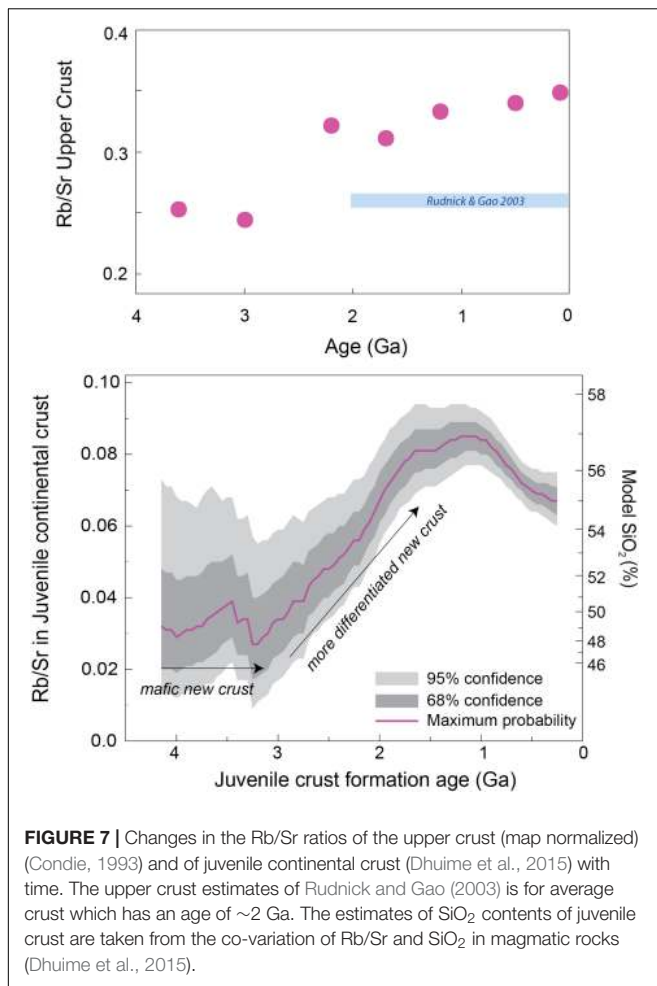 0.4
0.3
0.2
Rb/Sr Upper Crust
Rudnick & Gao 2003
4 3 2 1 0
Age (Ga)
0.10
0.08
0.06
0.04
0.02
0.0
Rb/Sr in Juvenile continental crust
58
56
54
52
50
48
46
Model SiO2 (%)
more differentiated new crust
mafic new crust
95% confidence
68% confidence
Maximum probability
4 3 2 1 0
Juvenile crust formation age (Ga)
FIGURE 7 | Changes in the Rb/Sr ratios of the upper crust (map normalized)
(Condie, 1993) and of juvenile continental crust (Dhuime et al., 2015) with
time. The upper crust estimates of Rudnick and Gao (2003) is for average
crust which has an age of ∼2 Ga. The estimates of SiO2 contents of juvenile
crust are taken from the co-variation of Rb/Sr and SiO2 in magmatic rocks
(Dhuime et al., 2015).